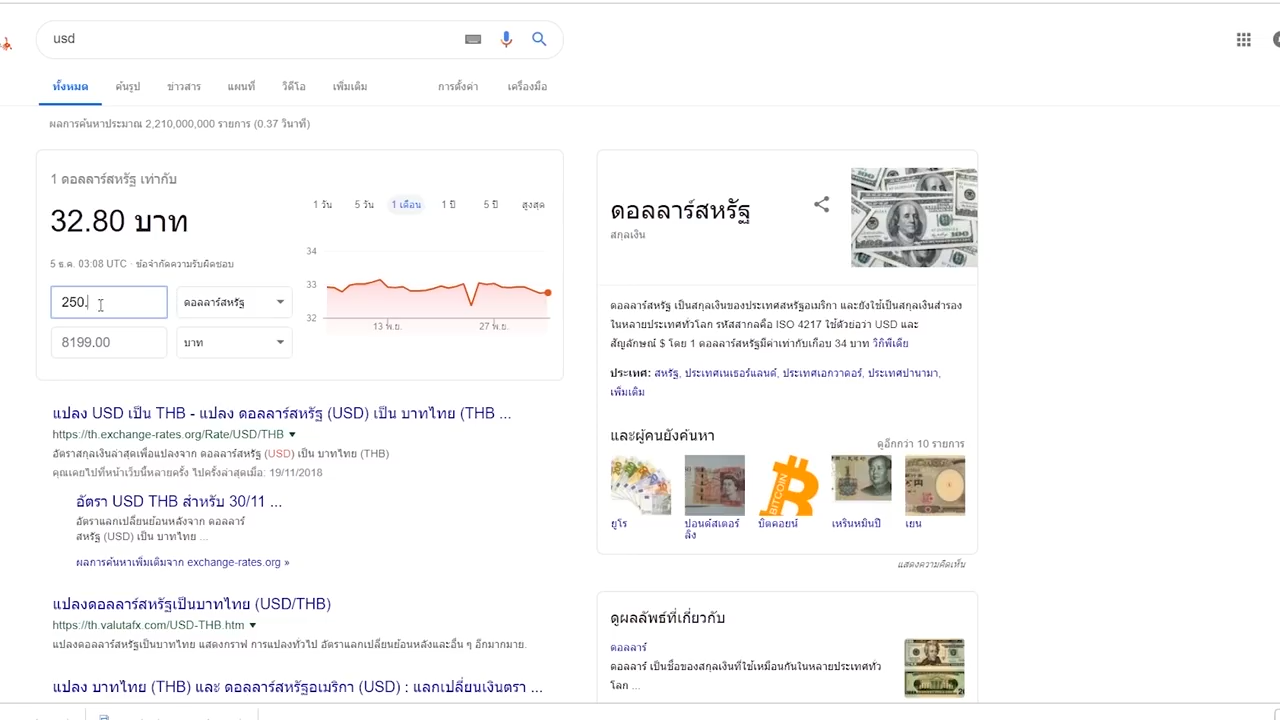 usd
ทั้งหมด ค้นรูป ข่าวสาร แผนที่ วิดีโอ เพิ่มเติม การตั้งค่า เครื่องมือ
ผลการค้นหาประมาณ 2,210,000,000 รายการ (0.37 วินาที)
1 ดอลลาร์สหรัฐ เท่ากับ
32.80 บาท
5 ธ.ค. 03:08 UTC · ข้อจำกัดความรับผิดชอบ
250. ดอลลาร์สหรัฐ
8199.00 บาท
1 วัน 5 วัน 1 เดือน 1 ปี 5 ปี สูงสุด
34
33
32
13 พ.ย. 27 พ.ย.
แปลง USD เป็น THB - แปลง ดอลลาร์สหรัฐ (USD) เป็น บาทไทย (THB ...
https://th.exchange-rates.org/Rate/USD/THB
อัตราสกุลเงินล่าสุดเพื่อแปลงจาก ดอลลาร์สหรัฐ (USD) เป็น บาทไทย (THB)
คุณเคยไปที่หน้าเว็บนี้หลายครั้ง ไปครั้งล่าสุดเมื่อ: 19/11/2018
อัตรา USD THB สำหรับ 30/11 ...
อัตราแลกเปลี่ยนย้อนหลังจาก ดอลลาร์
สหรัฐ (USD) เป็น บาทไทย ...
ผลการค้นหาเพิ่มเติมจาก exchange-rates.org »
แปลงดอลลาร์สหรัฐเป็นบาทไทย (USD/THB)
https://th.valutafx.com/USD-THB.htm
แปลงดอลลาร์สหรัฐเป็นบาทไทย แสดงกราฟ การแปลงทั่วไป อัตราแลกเปลี่ยนย้อนหลังและอื่น ๆ อีกมากมาย.
แปลง บาทไทย (THB) และ ดอลลาร์สหรัฐอเมริกา (USD) : แลกเปลี่ยนเงินตรา ...
ดอลลาร์สหรัฐ
สกุลเงิน
ดอลลาร์สหรัฐ เป็นสกุลเงินของประเทศสหรัฐอเมริกา และยังใช้เป็นสกุลเงินสำรอง
ในหลายประเทศทั่วโลก รหัสสากลคือ ISO 4217 ใช้ตัวย่อว่า USD และ
สัญลักษณ์ $ โดย 1 ดอลลาร์สหรัฐมีค่าเท่ากับเกือบ 34 บาท วิกิพีเดีย
ประเทศ: สหรัฐ, ประเทศเนเธอร์แลนด์, ประเทศเอกวาดอร์, ประเทศปานามา,
เพิ่มเติม
และผู้คนยังค้นหา
ดูอีกกว่า 10 รายการ
ยูโร ปอนด์สเตอร์ลิง บิตคอยน์ เหรินหมินปี้ เยน
แสดงความคิดเห็น
ดูผลลัพธ์ที่เกี่ยวกับ
ดอลลาร์
ดอลลาร์ เป็นชื่อของสกุลเงินที่ใช้เหมือนกันในหลายประเทศทั่ว
โลก ...